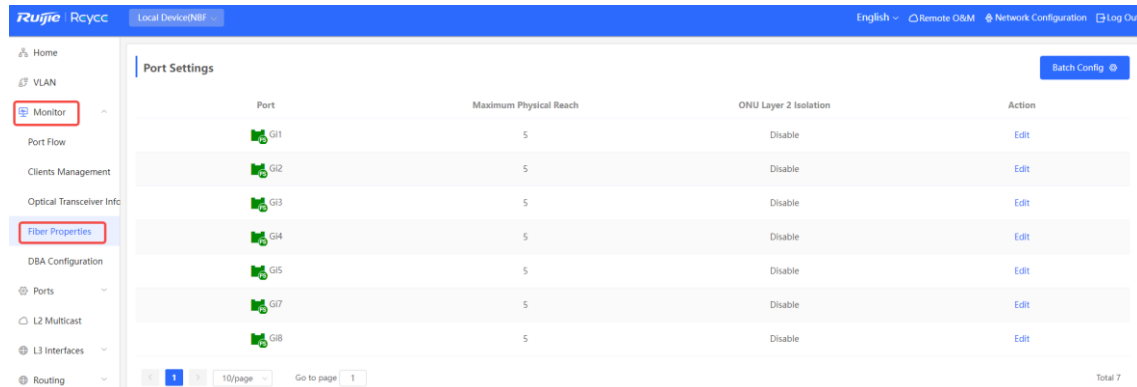 Ruijie | Rcycc Local Device(NBF English Remote O&M Network Configuration Log Ou
Home
VLAN
Monitor
Port Flow
Clients Management
Optical Transceiver Info
Fiber Properties
DBA Configuration
Ports
L2 Multicast
L3 Interfaces
Routing
Port Settings Batch Config
Port Maximum Physical Reach ONU Layer 2 Isolation Action
Gi1 5 Disable Edit
Gi2 5 Disable Edit
Gi3 5 Disable Edit
Gi4 5 Disable Edit
Gi5 5 Disable Edit
Gi7 5 Disable Edit
Gi8 5 Disable Edit
< 1 > 10/page Go to page 1 Total 7